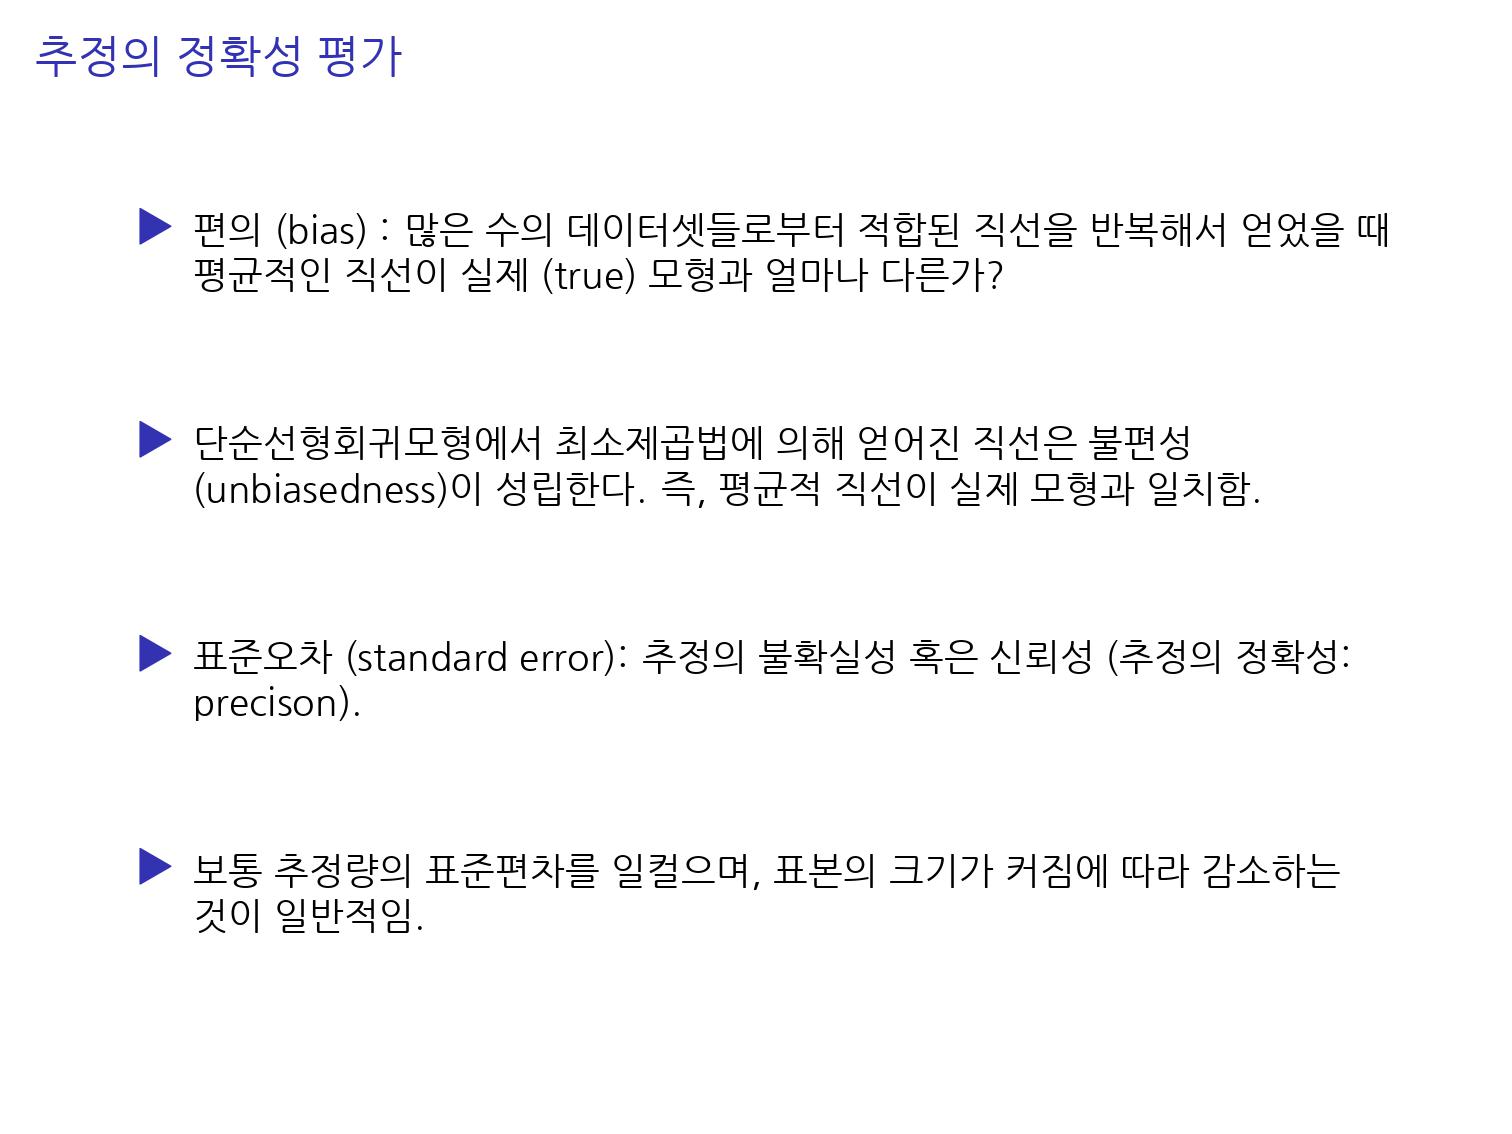 추정의 정확성 평가
▶ 편의 (bias) : 많은 수의 데이터셋들로부터 적합된 직선을 반복해서 얻었을 때
평균적인 직선이 실제 (true) 모형과 얼마나 다른가?
▶ 단순선형회귀모형에서 최소제곱법에 의해 얻어진 직선은 불편성
(unbiasedness)이 성립한다. 즉, 평균적 직선이 실제 모형과 일치함.
▶ 표준오차 (standard error): 추정의 불확실성 혹은 신뢰성 (추정의 정확성:
precison).
▶ 보통 추정량의 표준편차를 일컬으며, 표본의 크기가 커짐에 따라 감소하는
것이 일반적임.